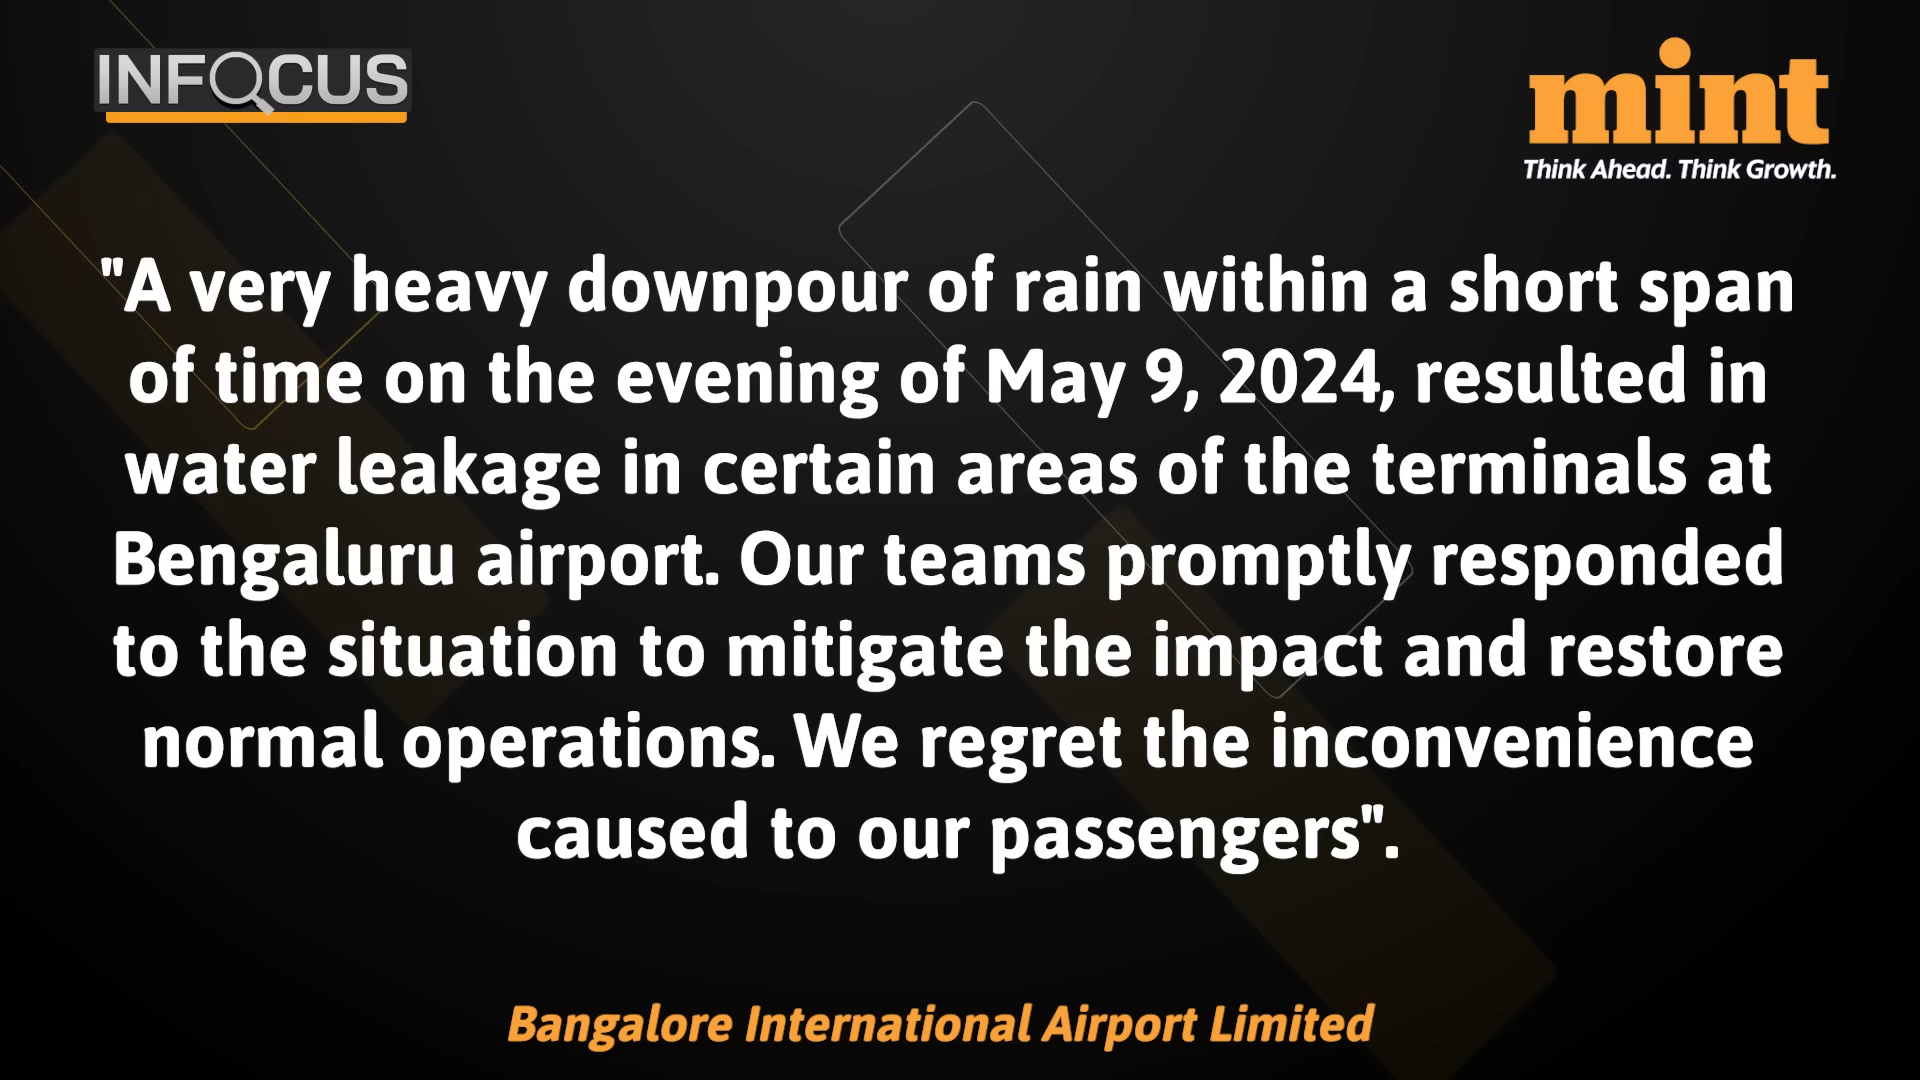 INFOCUS
mint
Think Ahead. Think Growth.
"A very heavy downpour of rain within a short span
of time on the evening of May 9, 2024, resulted in
water leakage in certain areas of the terminals at
Bengaluru airport. Our teams promptly responded
to the situation to mitigate the impact and restore
normal operations. We regret the inconvenience
caused to our passengers".
Bangalore International Airport Limited